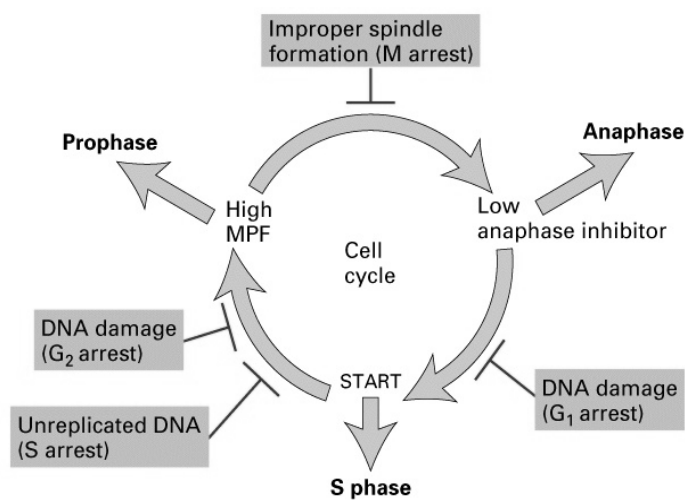 Improper spindle
formation (M arrest)
Prophase
Anaphase
High
MPF
Low
anaphase inhibitor
Cell
cycle
DNA damage
(G₂ arrest)
START
DNA damage
(G₁ arrest)
Unreplicated DNA
(S arrest)
S phase